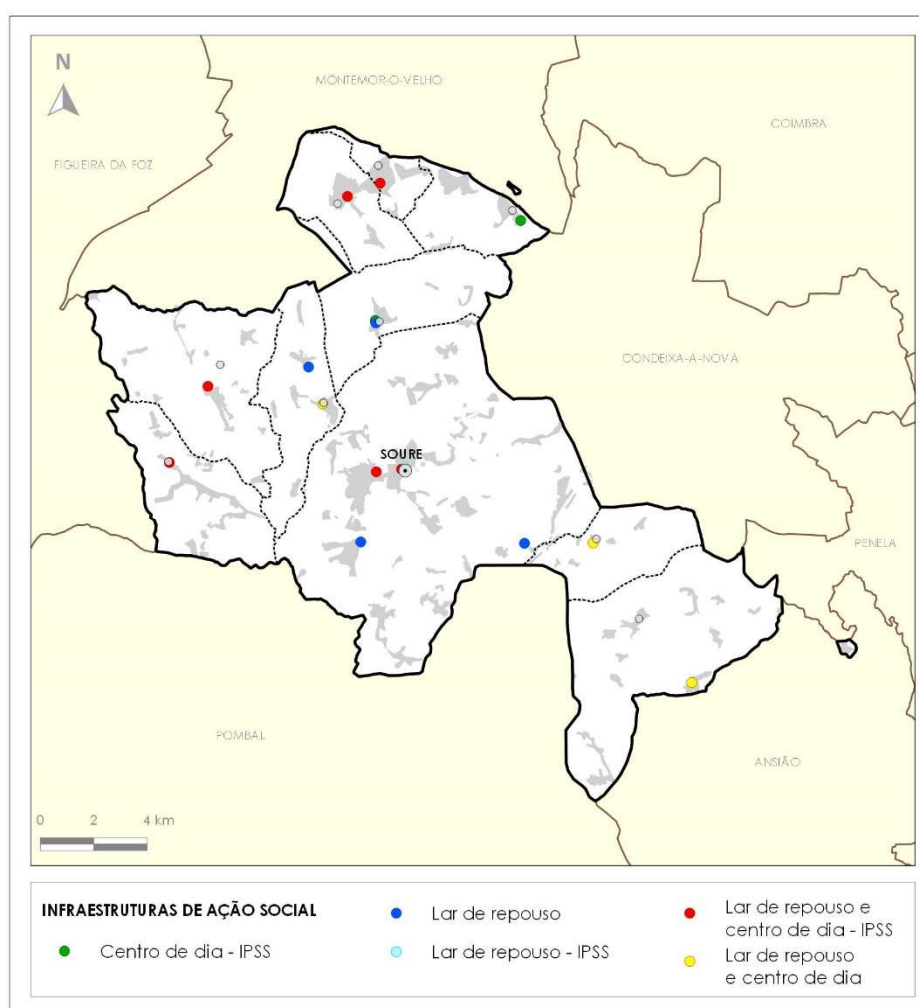 N
MONTEMOR-O-VELHO
COIMBRA
FIGUEIRA DA FOZ
CONDEIXA-A-NOVA
SOURE
PENELA
POMBAL
ANSIÃO
0 2 4 km
INFRAESTRUTURAS DE AÇÃO SOCIAL
Centro de dia - IPSS
Lar de repouso
Lar de repouso - IPSS
Lar de repouso e
centro de dia - IPSS
Lar de repouso
e centro de dia